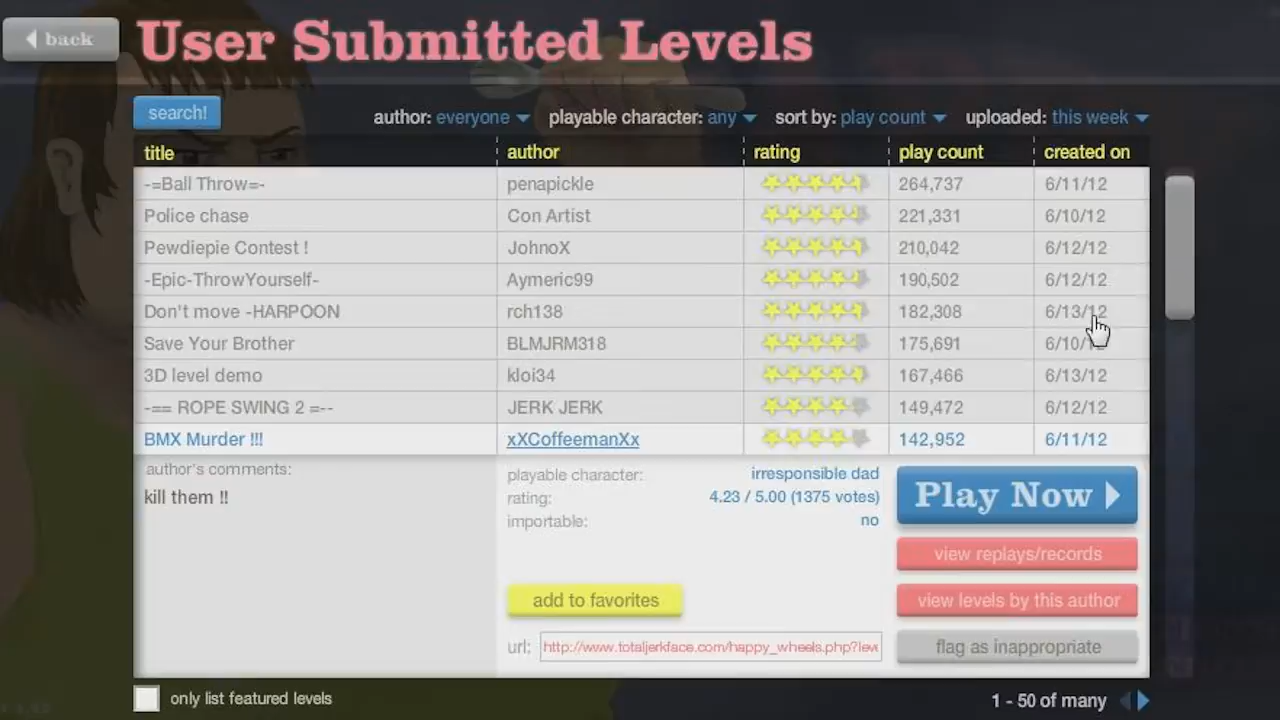 back
User Submitted Levels
search!
author: everyone
playable character: any
sort by: play count
uploaded: this week
title author rating play count created on
-=Ball Throw=- penapickle 264,737 6/11/12
Police chase Con Artist 221,331 6/10/12
Pewdiepie Contest ! JohnoX 210,042 6/12/12
-Epic-ThrowYourself- Aymeric99 190,502 6/12/12
Don't move -HARPOON rch138 182,308 6/13/12
Save Your Brother BLMJRM318 175,691 6/10/12
3D level demo kloi34 167,466 6/13/12
-== ROPE SWING 2 =-- JERK JERK 149,472 6/12/12
BMX Murder !!! xXCoffeemanXx 142,952 6/11/12
author's comments:
kill them !!
playable character: irresponsible dad
rating: 4.23 / 5.00 (1375 votes)
importable: no
add to favorites
url: http://www.totaljerkface.com/happy_wheels.php?lev
Play Now
view replays/records
view levels by this author
flag as inappropriate
only list featured levels
1 - 50 of many